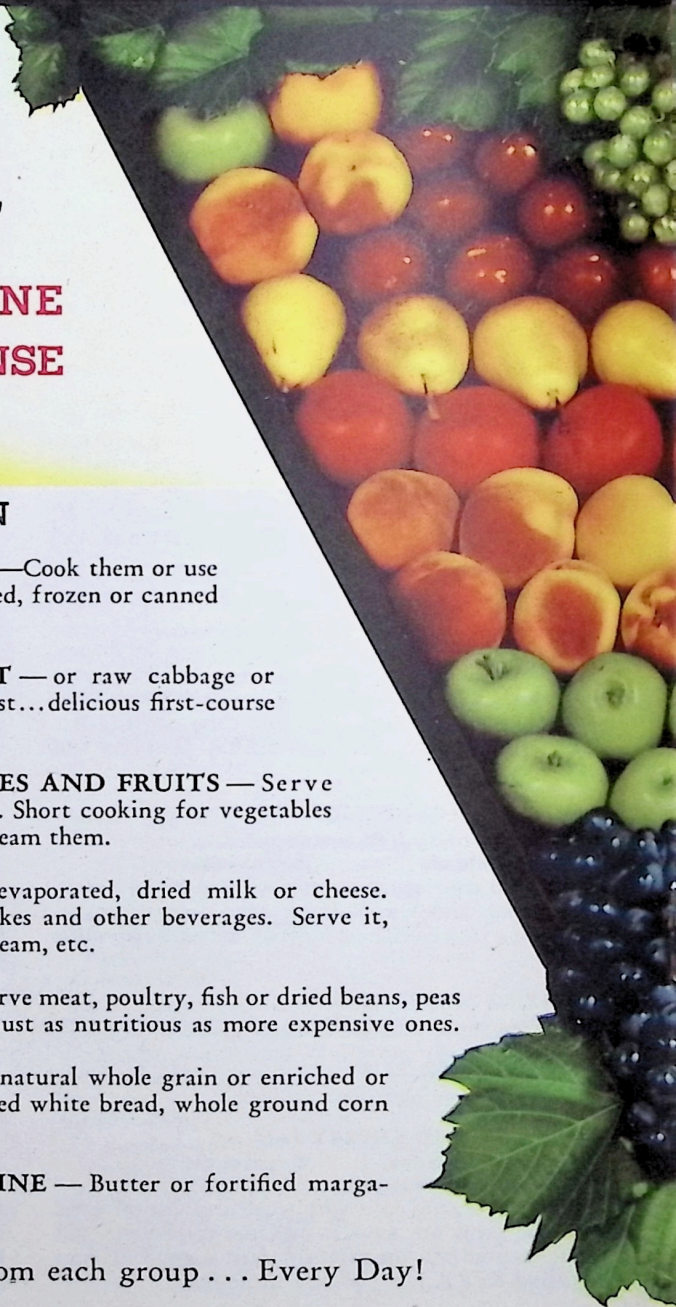 NE
NSE
N
—Cook them or use
ed, frozen or canned
T — or raw cabbage or
st...delicious first-course
ES AND FRUITS — Serve
. Short cooking for vegetables
eam them.
evaporated, dried milk or cheese.
kes and other beverages. Serve it,
eam, etc.
rve meat, poultry, fish or dried beans, peas
ust as nutritious as more expensive ones.
natural whole grain or enriched or
ed white bread, whole ground corn
INE — Butter or fortified marga-
om each group ... Every Day!